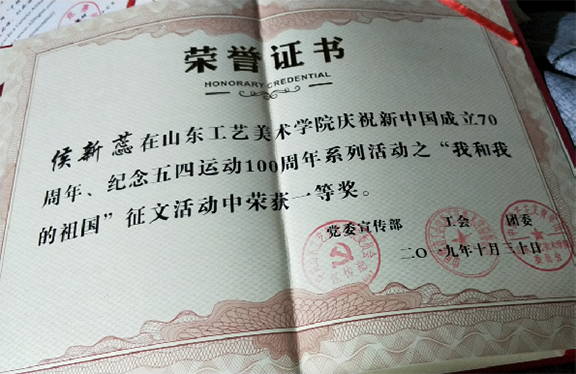 荣誉证书
HONORARY CREDENTIAL
侯新蕊在山东工艺美术学院庆祝新中国成立70
周年、纪念五四运动100周年系列活动之“我和我
的祖国”征文活动中荣获一等奖。
党委宣传部 工会 团委
二〇一九年十月三十日